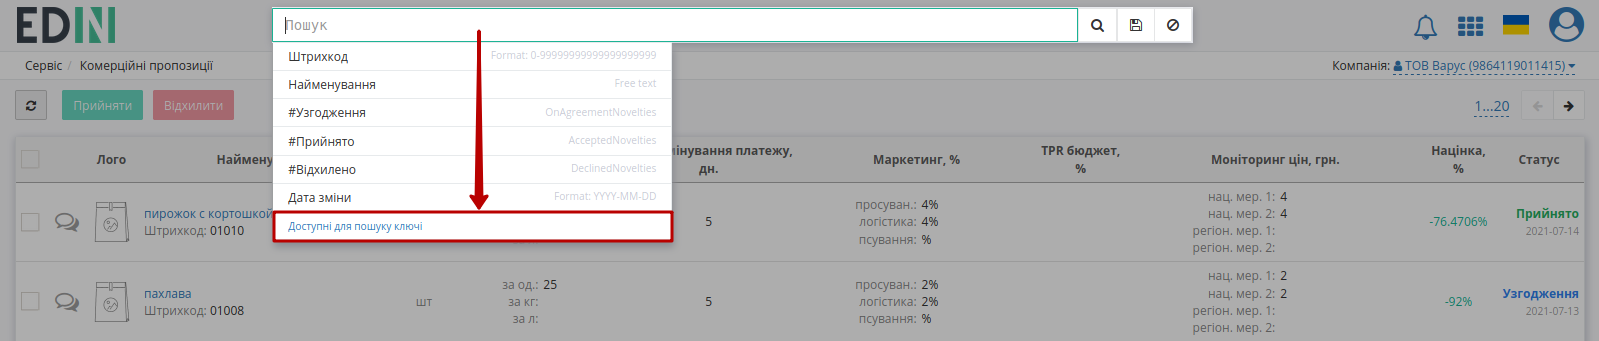 EDIN
Пошук
Сервіс / Комерційні пропозиції
Компанія: ТОВ Варус (9864119011415)
Штрихкод Format: 0-99999999999999999999
Найменування Free text
#Узгодження OnAgreementNovelties
#Прийнято AcceptedNovelties
#Відхилено DeclinedNovelties
Дата зміни Format: YYYY-MM-DD
Доступні для пошуку ключі
Прийняти Відхилити 1...20
Лого Маркетинг, % TPR бюджет, % Моніторинг цін, грн. Націнка, % Статус
платежу, дн.
пирожок с кортошкой
Штрихкод: 01010
5
просуван.: 4%
логістика: 4%
псування: %
нац. мер. 1: 4
нац. мер. 2: 4
регіон. мер. 1:
регіон. мер. 2:
-76.4706%
Прийнято
2021-07-14
пахлава
Штрихкод: 01008
шт
за од.: 25
за кг:
за л:
5
просуван.: 2%
логістика: 2%
псування: %
нац. мер. 1: 2
нац. мер. 2: 2
регіон. мер. 1:
регіон. мер. 2:
-92%
Узгодження
2021-07-13